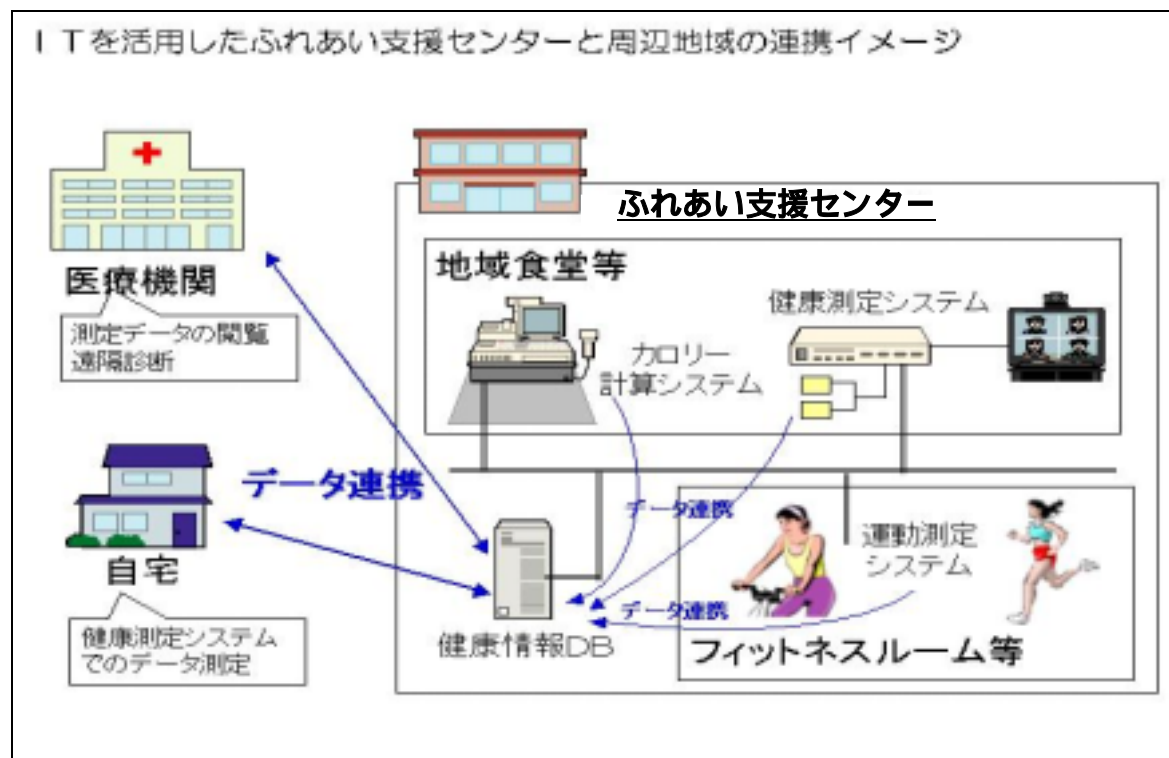 ＩＴを活用したふれあい支援センターと周辺地域の連携イメージ
ふれあい支援センター
医療機関
測定データの閲覧
遠隔診断
地域食堂等
カロリー
計算システム
健康測定システム
データ連携
自宅
健康測定システム
でのデータ測定
データ連携
データ連携
健康情報DB
運動測定
システム
フィットネスルーム等